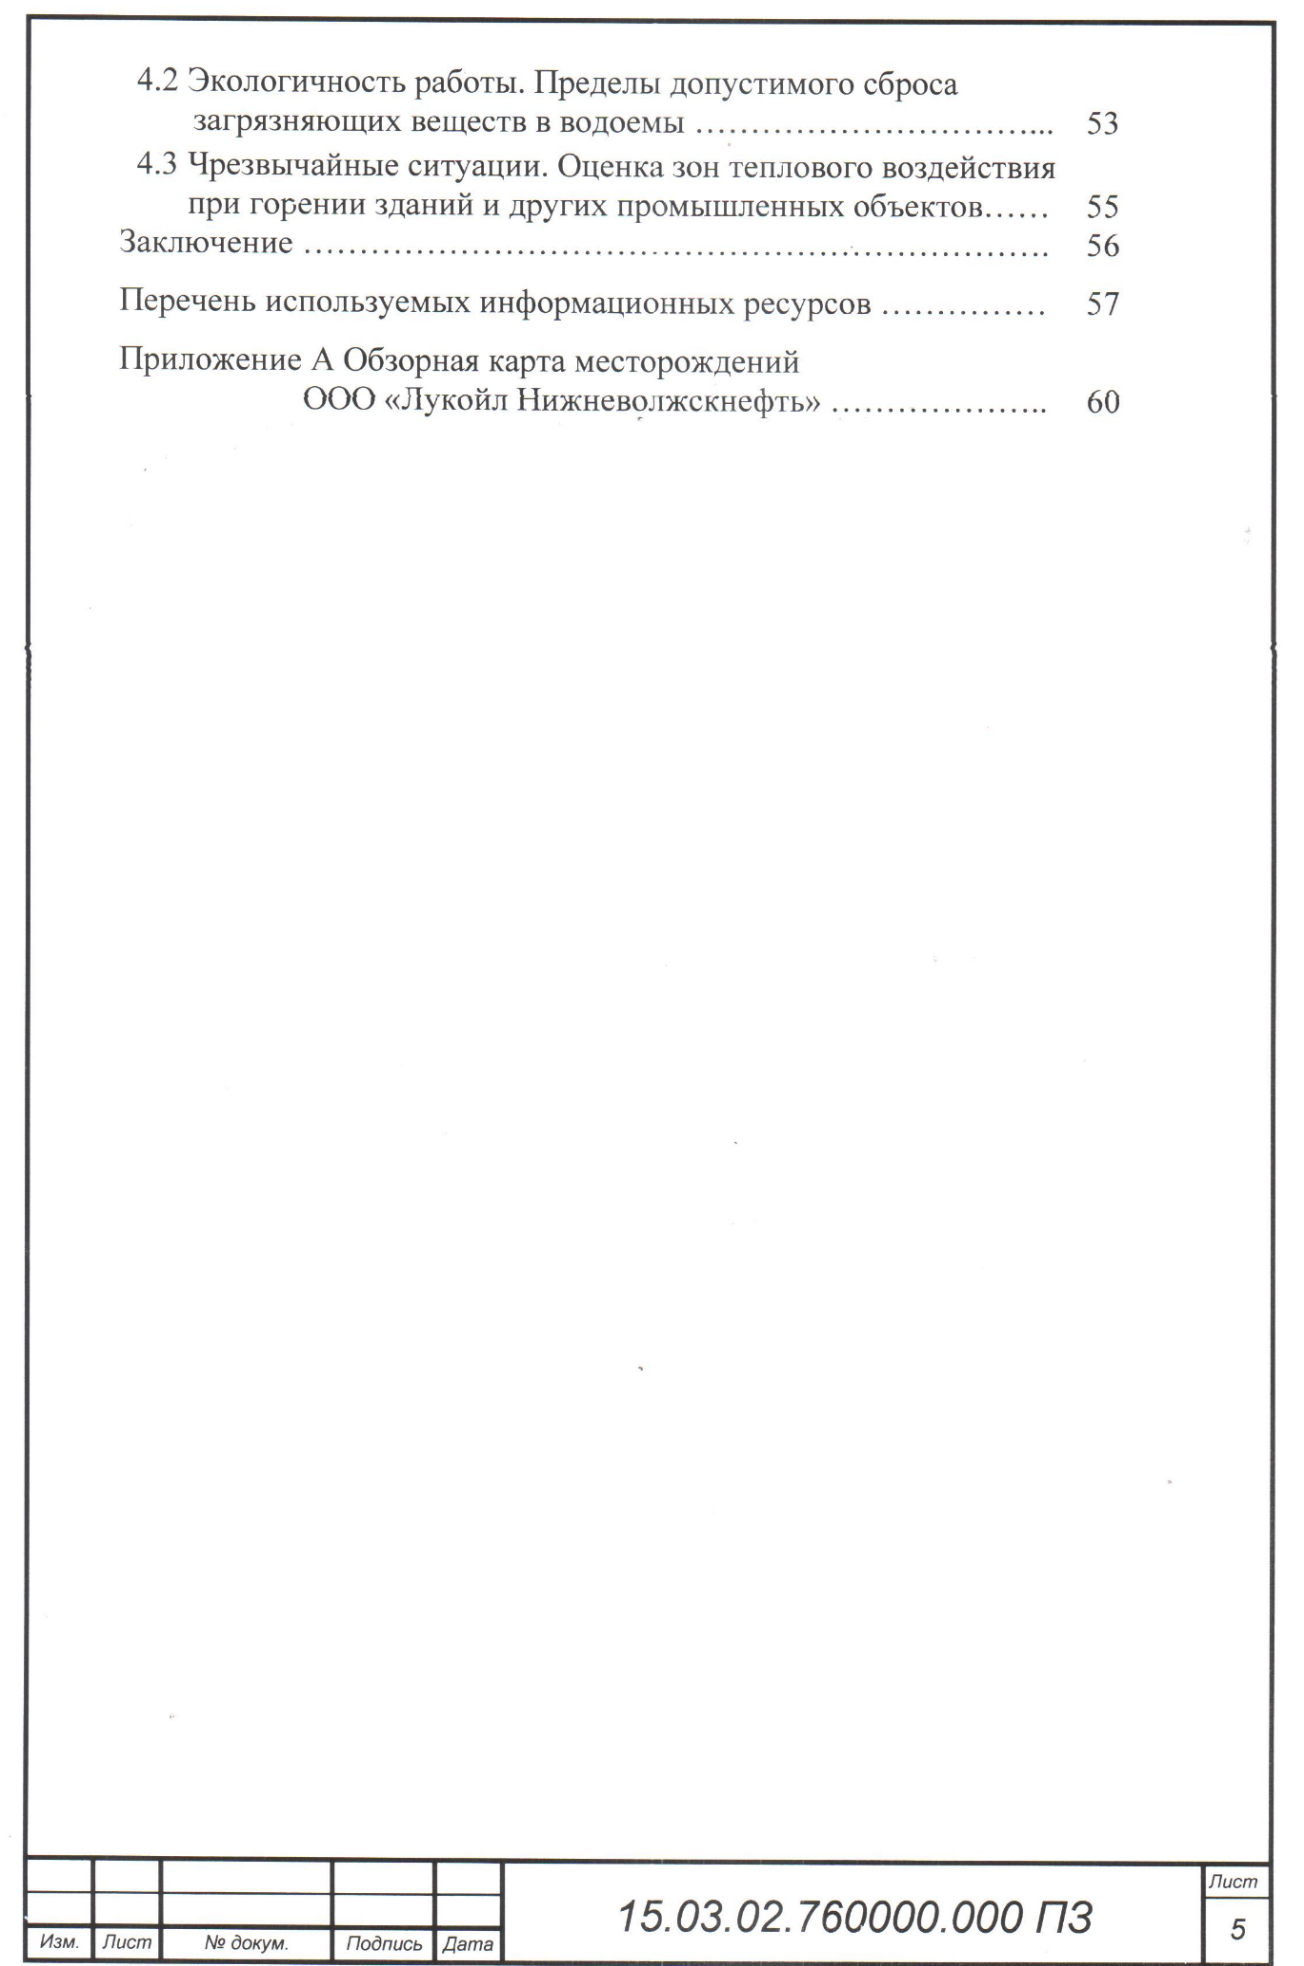 4.2 Экологичность работы. Пределы допустимого сброса
загрязняющих веществ в водоемы ……………………………... 53
4.3 Чрезвычайные ситуации. Оценка зон теплового воздействия
при горении зданий и других промышленных объектов…… 55
Заключение ……………………………………………………………. 56
Перечень используемых информационных ресурсов …………… 57
Приложение А Обзорная карта месторождений
ООО «Лукойл Нижневолжскнефть» ……………….. 60
15.03.02.760000.000 ПЗ
Лист
5
Изм. Лист № докум. Подпись Дата